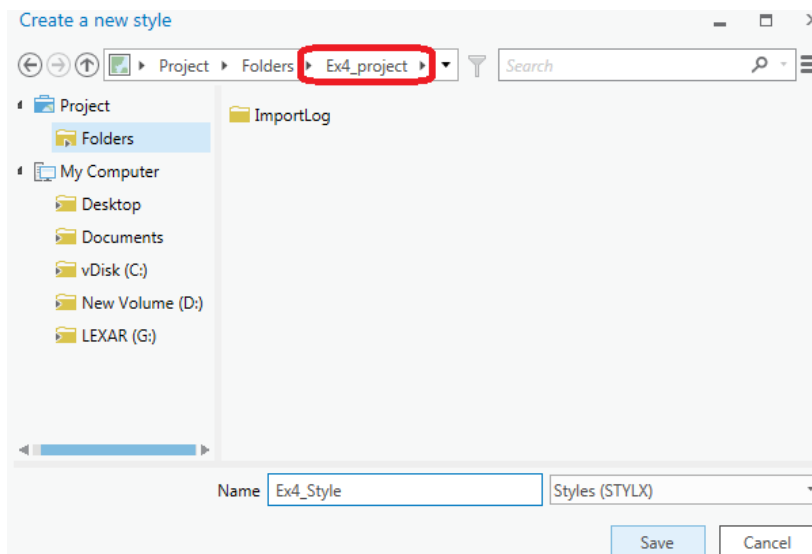 Create a new style
Project Folders Ex4_project Search
Project
Folders
ImportLog
My Computer
Desktop
Documents
vDisk (C:)
New Volume (D:)
LEXAR (G:)
Name Ex4_Style Styles (STYLX)
Save Cancel